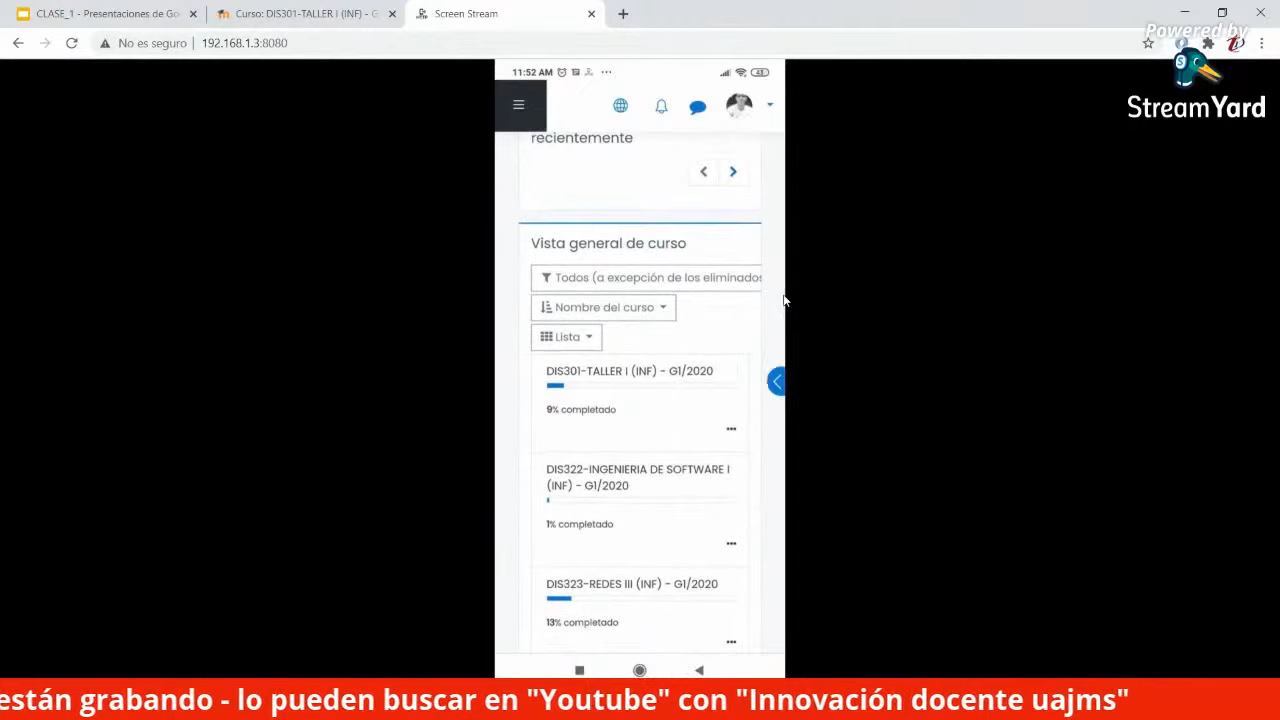 CLASE_1 - Presentaciones de Go
Curso: DIS301-TALLER I (INF) - G
Screen Stream
No es seguro
192.168.1.3:8080
Powered by
StreamYard
11:52 AM
43
recientemente
Vista general de curso
Todos (a excepción de los eliminados
Nombre del curso
Lista
DIS301-TALLER I (INF) - G1/2020
9% completado
DIS322-INGENIERIA DE SOFTWARE I
(INF) - G1/2020
1% completado
DIS323-REDES III (INF) - G1/2020
13% completado
están grabando - lo pueden buscar en "Youtube" con "Innovación docente uajms"